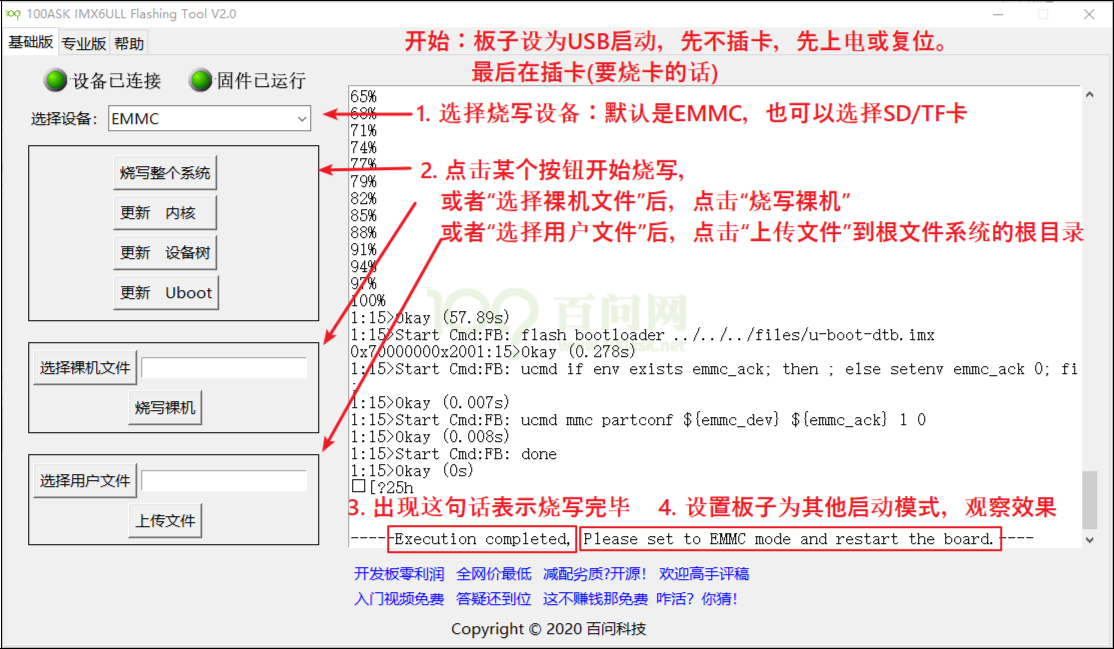 100ASK IMX6ULL Flashing Tool V2.0
基础版 专业版 帮助
开始：板子设为USB启动，先不插卡，先上电或复位。
最后在插卡(要烧卡的话)
设备已连接 固件已运行
选择设备： EMMC
1. 选择烧写设备：默认是EMMC，也可以选择SD/TF卡
烧写整个系统
更新 内核
更新 设备树
更新 Uboot
2. 点击某个按钮开始烧写，
或者“选择裸机文件”后，点击“烧写裸机”
或者“选择用户文件”后，点击“上传文件”到根文件系统的根目录
选择裸机文件
烧写裸机
选择用户文件
上传文件
65%
68%
71%
74%
77%
79%
82%
85%
88%
91%
94%
97%
100%
100 百问网
1:15>Okay (57.89s)
1:15>Start Cmd:FB: flash bootloader ../../../files/u-boot-dtb.imx
0x70000000x2001:15>Okay (0.278s)
1:15>Start Cmd:FB: ucmd if env exists emmc_ack; then ; else setenv emmc_ack 0; fi
;
1:15>Okay (0.007s)
1:15>Start Cmd:FB: ucmd mmc partconf ${emmc_dev} ${emmc_ack} 1 0
1:15>Okay (0.008s)
1:15>Start Cmd:FB: done
1:15>Okay (0s)
□[?25h
3. 出现这句话表示烧写完毕 4. 设置板子为其他启动模式，观察效果
-----Execution completed, Please set to EMMC mode and restart the board.----
开发板零利润 全网价最低 减配劣质?开源！ 欢迎高手评稿
入门视频免费 答疑还到位 这不赚钱那免费 咋活？你猜！
Copyright © 2020 百问科技